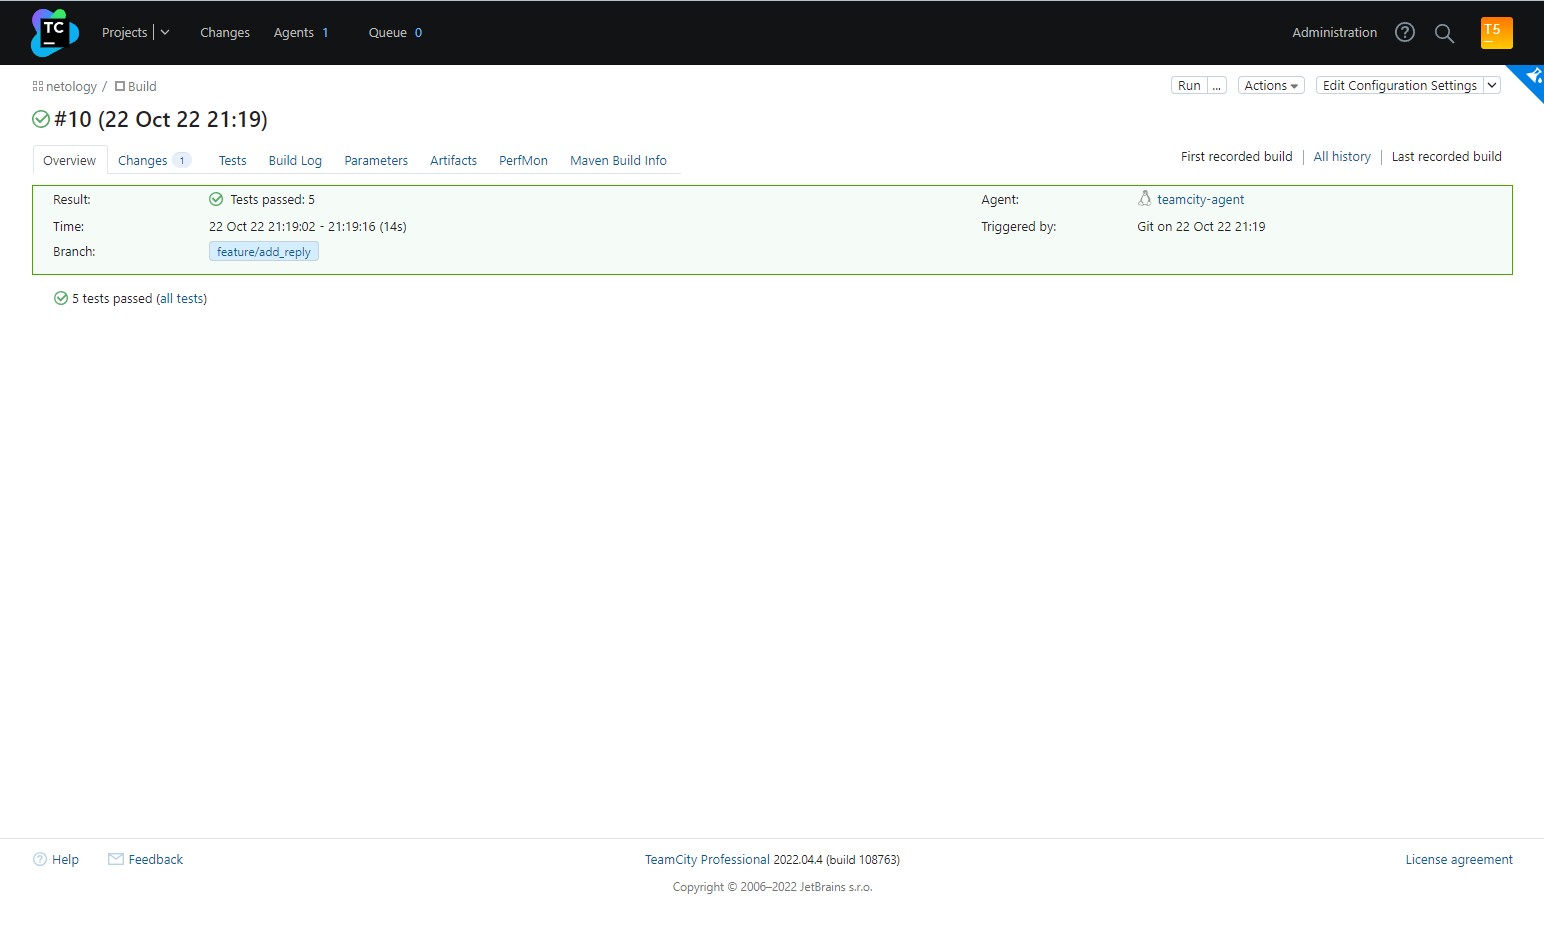 TC Projects Changes Agents 1 Queue 0 Administration T5
netology / Build Run ... Actions Edit Configuration Settings
#10 (22 Oct 22 21:19)
Overview Changes 1 Tests Build Log Parameters Artifacts PerfMon Maven Build Info First recorded build All history Last recorded build
Result: Tests passed: 5 Agent: teamcity-agent
Time: 22 Oct 22 21:19:02 - 21:19:16 (14s) Triggered by: Git on 22 Oct 22 21:19
Branch: feature/add_reply
5 tests passed (all tests)
Help Feedback TeamCity Professional 2022.04.4 (build 108763) License agreement
Copyright © 2006–2022 JetBrains s.r.o.